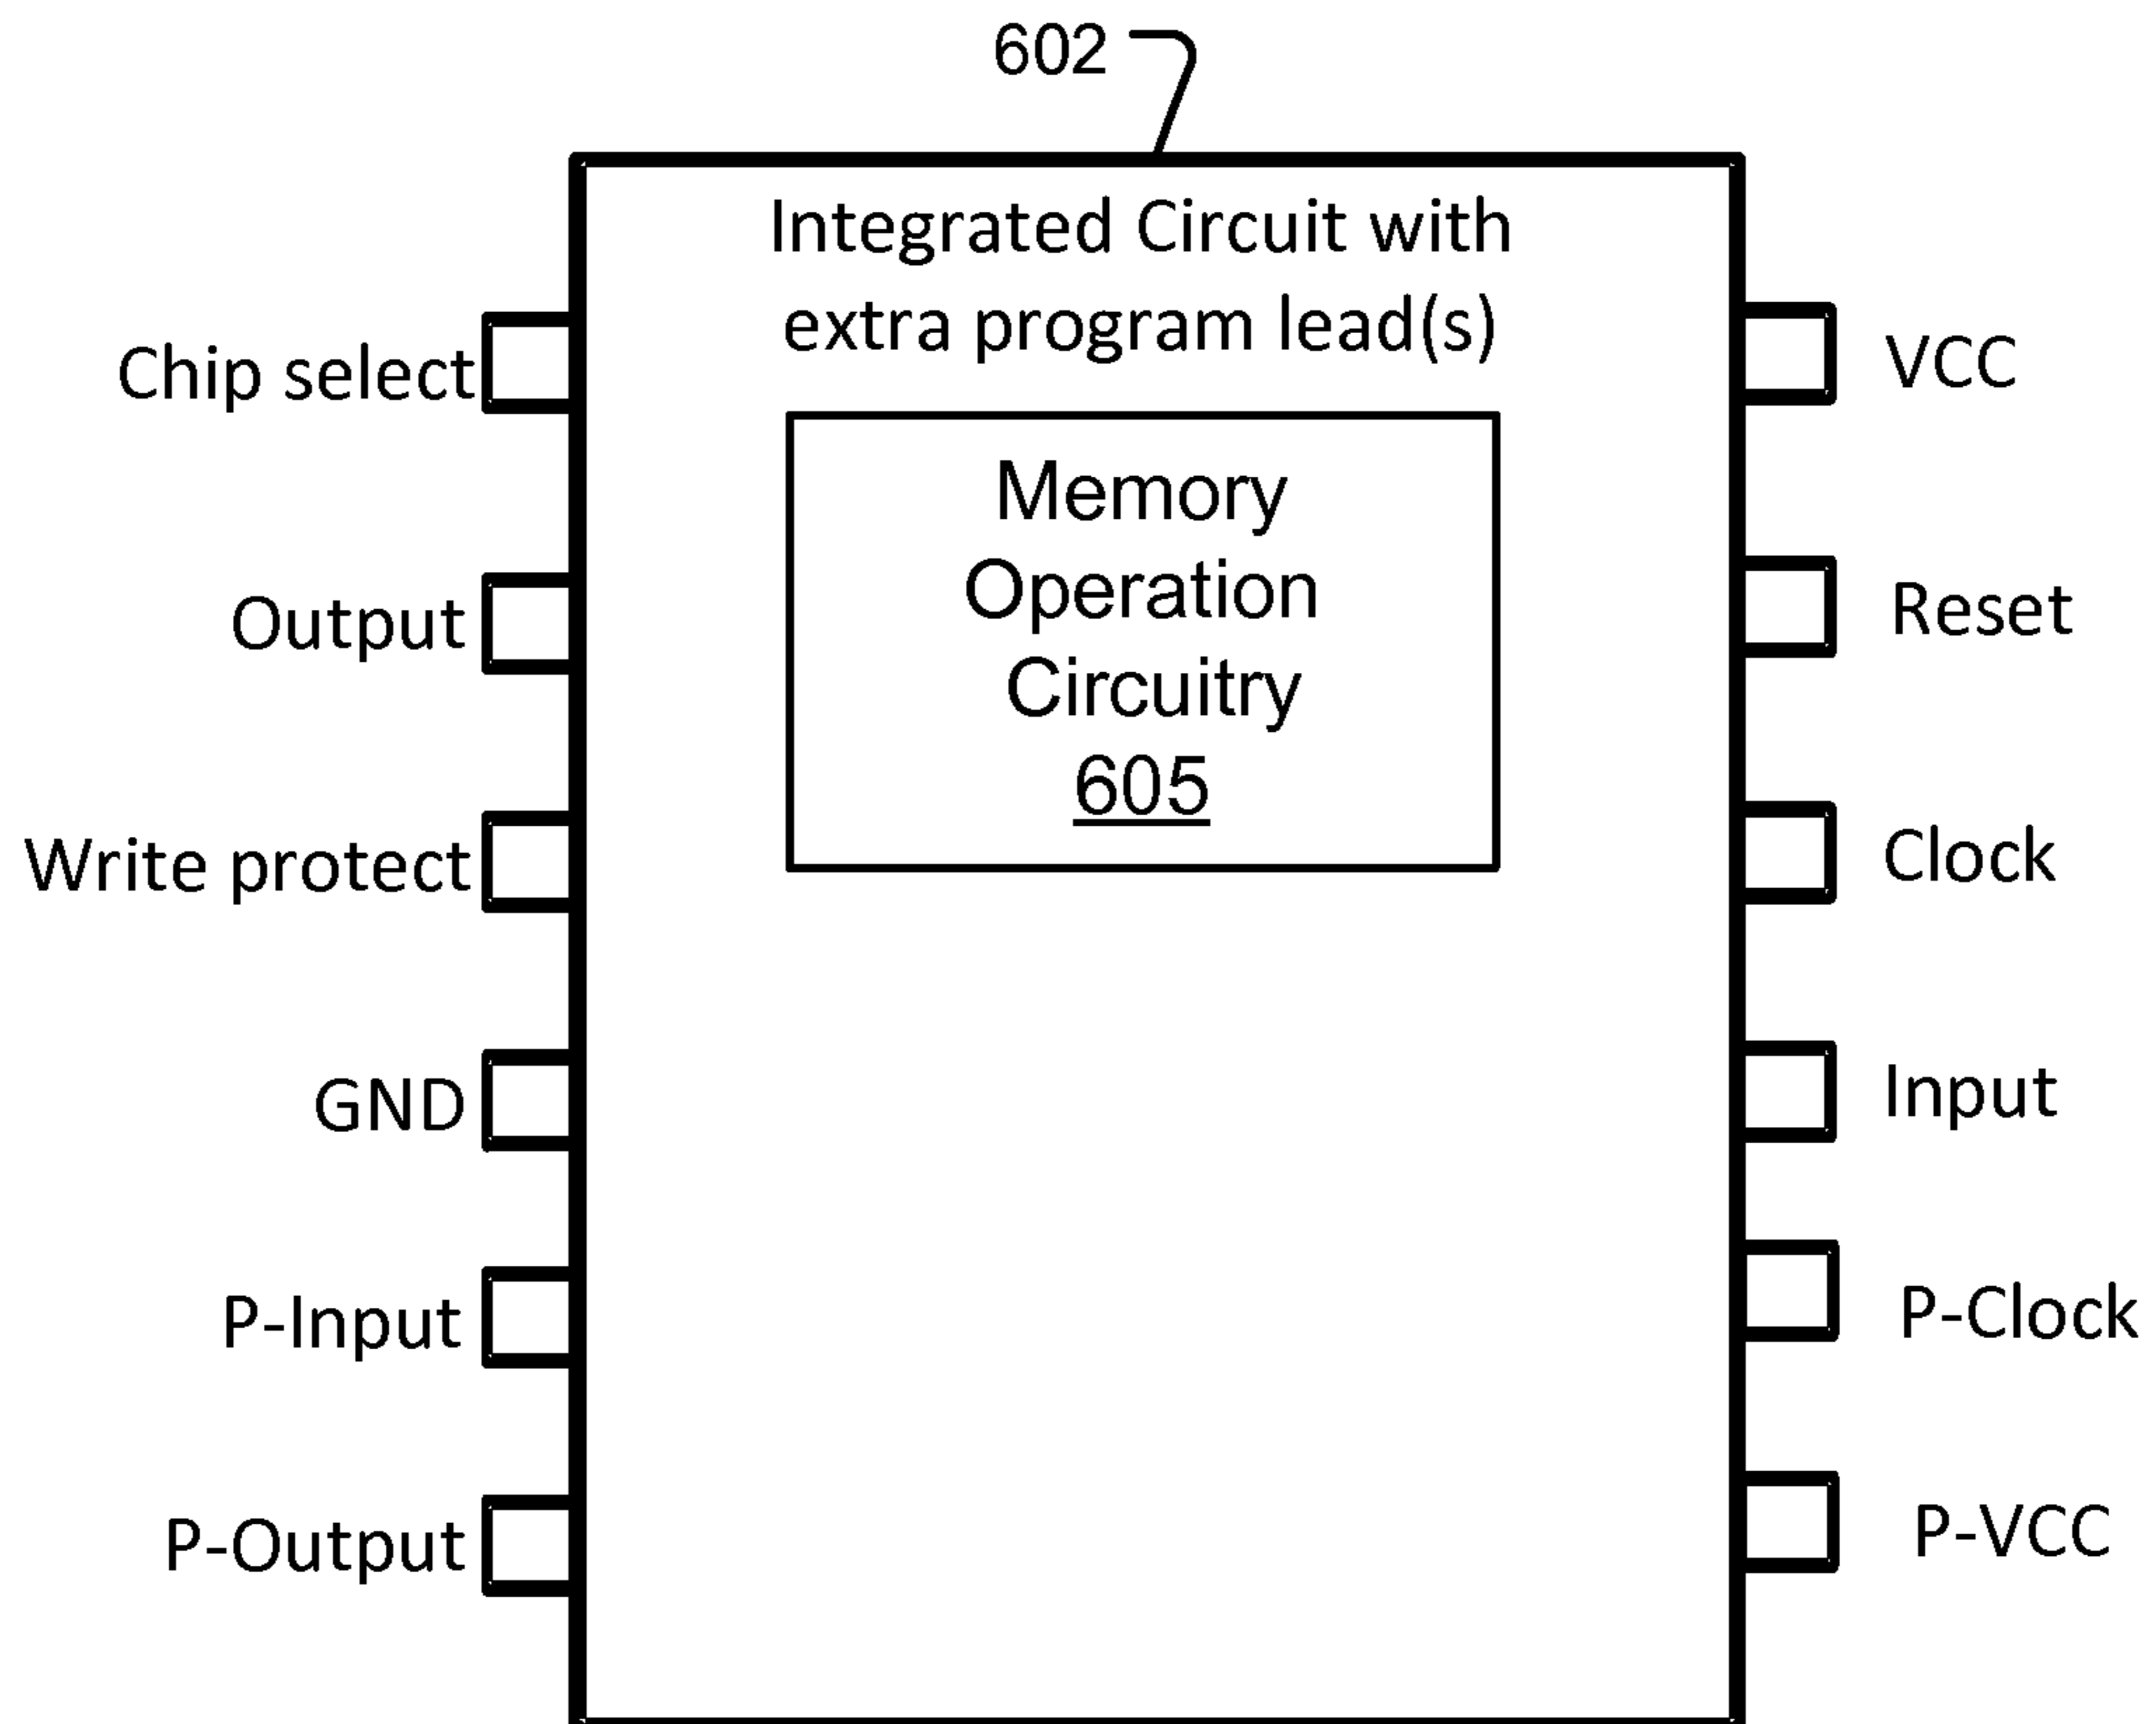 602
Integrated Circuit with
extra program lead(s)
Memory
Operation
Circuitry
605
Chip select
Output
Write protect
GND
P-Input
P-Output
VCC
Reset
Clock
Input
P-Clock
P-VCC